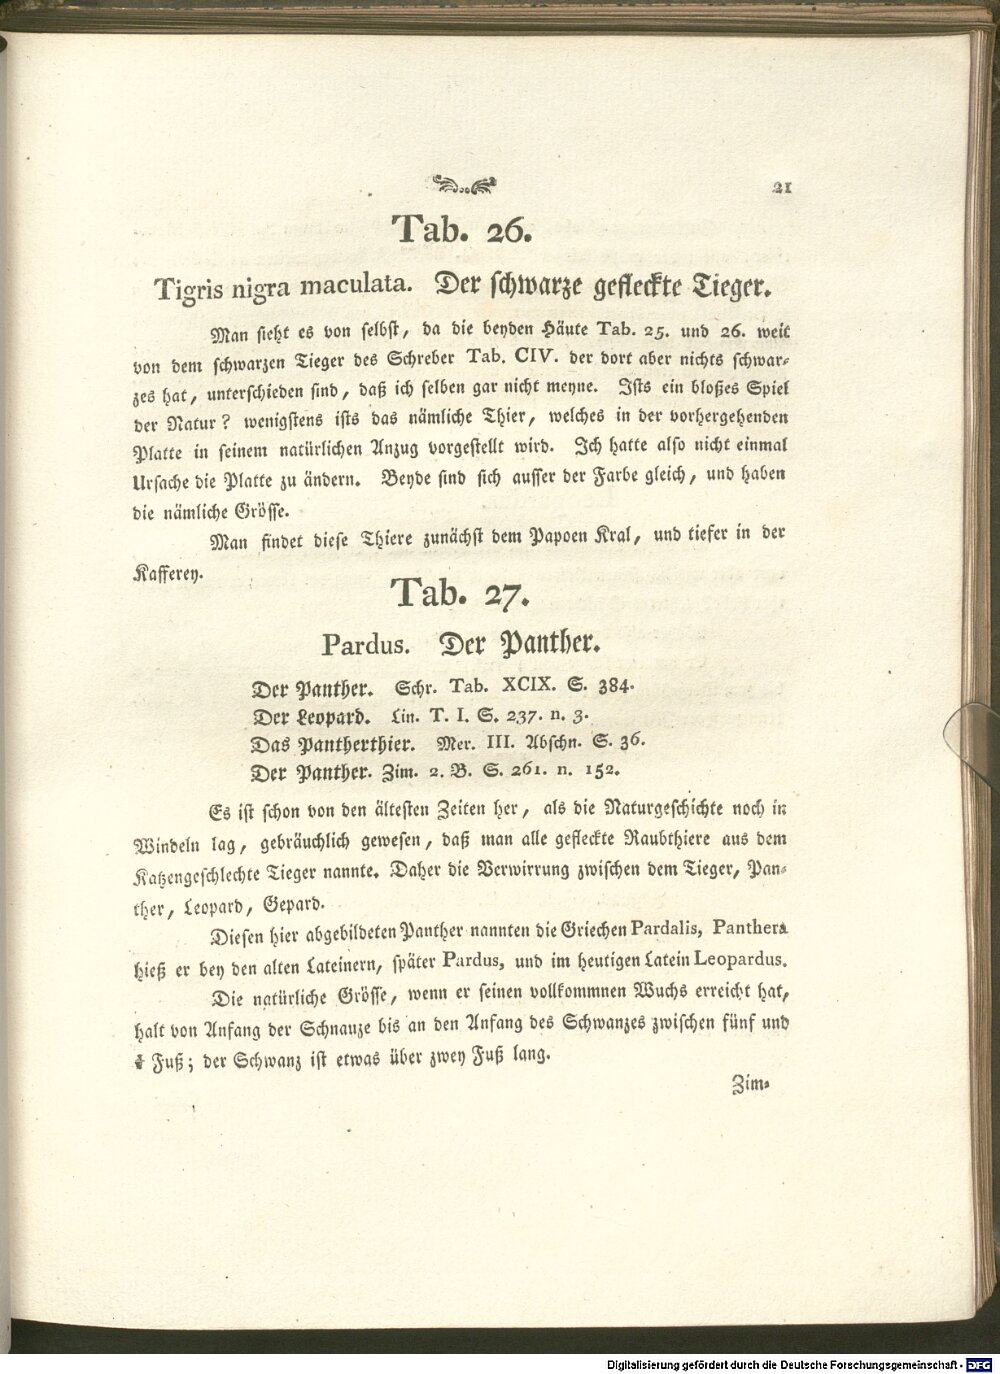 21
Tab. 26.
Tigris nigra maculata. Der schwarze gefleckte Tieger.
Man sieht es von selbst, da die beyden Häute Tab. 25. und 26. weit
von dem schwarzen Tieger des Schreber Tab. CIV. der dort aber nichts schwar-
zes hat, unterschieden sind, daß ich selben gar nicht meyne. Ists ein bloßes Spiel
der Natur? wenigstens ists das nämliche Thier, welches in der vorhergehenden
Platte in seinem natürlichen Anzug vorgestellt wird. Ich hatte also nicht einmal
Ursache die Platte zu ändern. Beyde sind sich ausser der Farbe gleich, und haben
die nämliche Grösse.
Man findet diese Thiere zunächst dem Papoen Kral, und tiefer in der
Kafferey.
Tab. 27.
Pardus. Der Panther.
Der Panther. Schr. Tab. XCIX. S. 384.
Der Leopard. Lin. T. I. S. 237. n. 3.
Das Pantherthier. Mer. III. Abschn. S. 36.
Der Panther. Zim. 2. B. S. 261. n. 152.
Es ist schon von den ältesten Zeiten her, als die Naturgeschichte noch in
Windeln lag, gebräuchlich gewesen, daß man alle gefleckte Raubthiere aus dem
Katzengeschlechte Tieger nannte. Daher die Verwirrung zwischen dem Tieger, Pan-
ther, Leopard, Gepard.
Diesen hier abgebildeten Panther nannten die Griechen Pardalis, Panthera
hieß er bey den alten Lateinern, später Pardus, und im heutigen Latein Leopardus.
Die natürliche Grösse, wenn er seinen vollkommnen Wuchs erreicht hat,
halt von Anfang der Schnauze bis an den Anfang des Schwanzes zwischen fünf und
Fuß; der Schwanz ist etwas über zwey Fuß lang.
Zim-
Digitalisierung gefördert durch die Deutsche Forschungsgemeinschaft - DFG